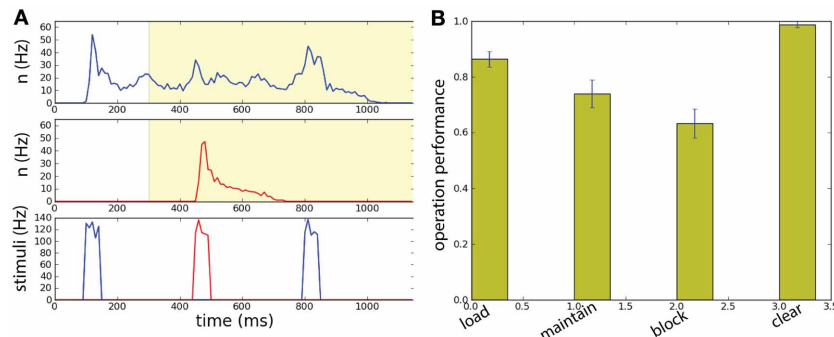 A
n (Hz)
60
50
40
30
20
10
0
0 200 400 600 800 1000
n (Hz)
60
50
40
30
20
10
0
0 200 400 600 800 1000
stimuli (Hz)
140
120
100
80
60
40
20
0
0 200 400 600 800 1000
time (ms)
B
operation performance
1.0
0.8
0.6
0.4
0.2
0.0
0.0 0.5 1.0 1.5 2.0 2.5 3.0 3.5
load maintain block clear